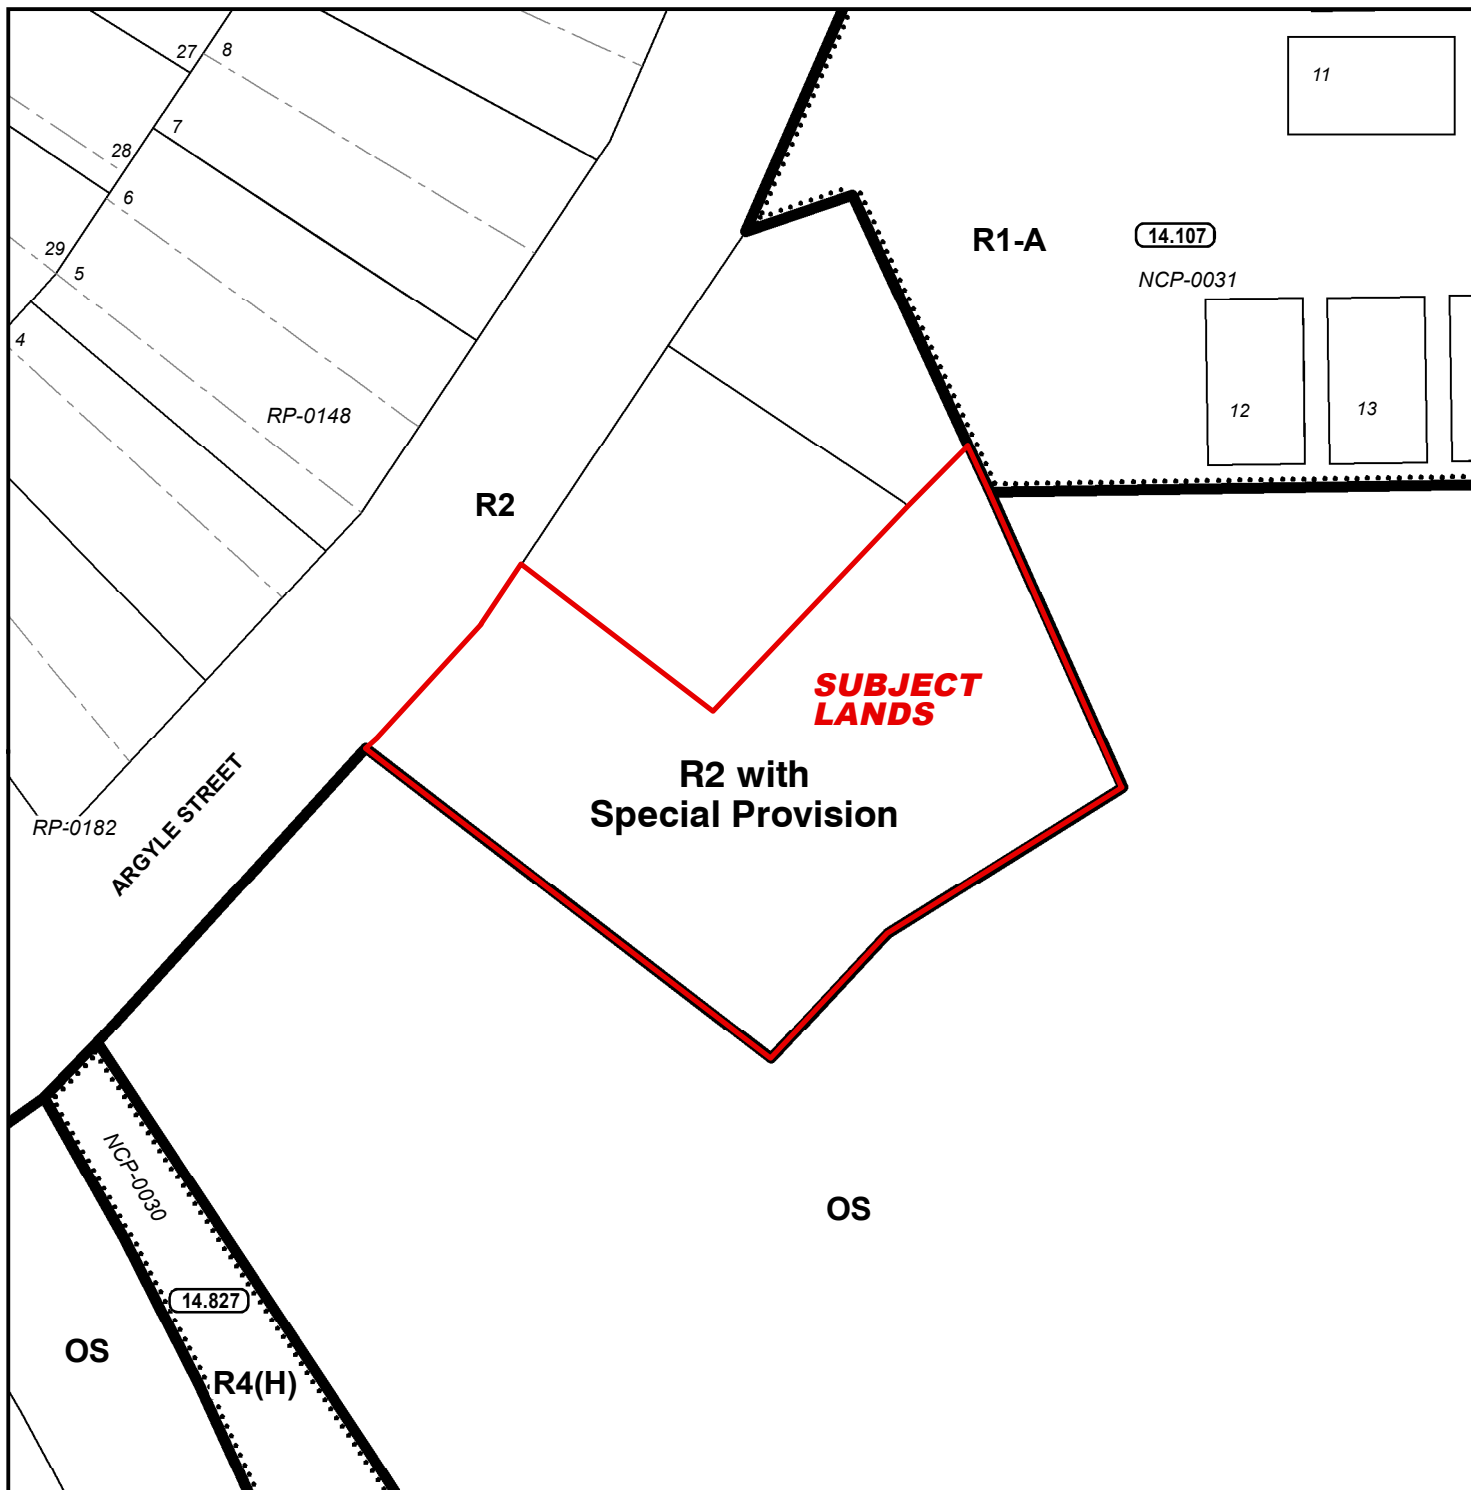 27
8
11
7
28
6
R1-A
14.107
29
5
NCP-0031
4
RP-0148
12
13
R2
SUBJECT
LANDS
R2 with
Special Provision
RP-0182
ARGYLE STREET
NCP-0030
OS
14.827
OS
R4(H)